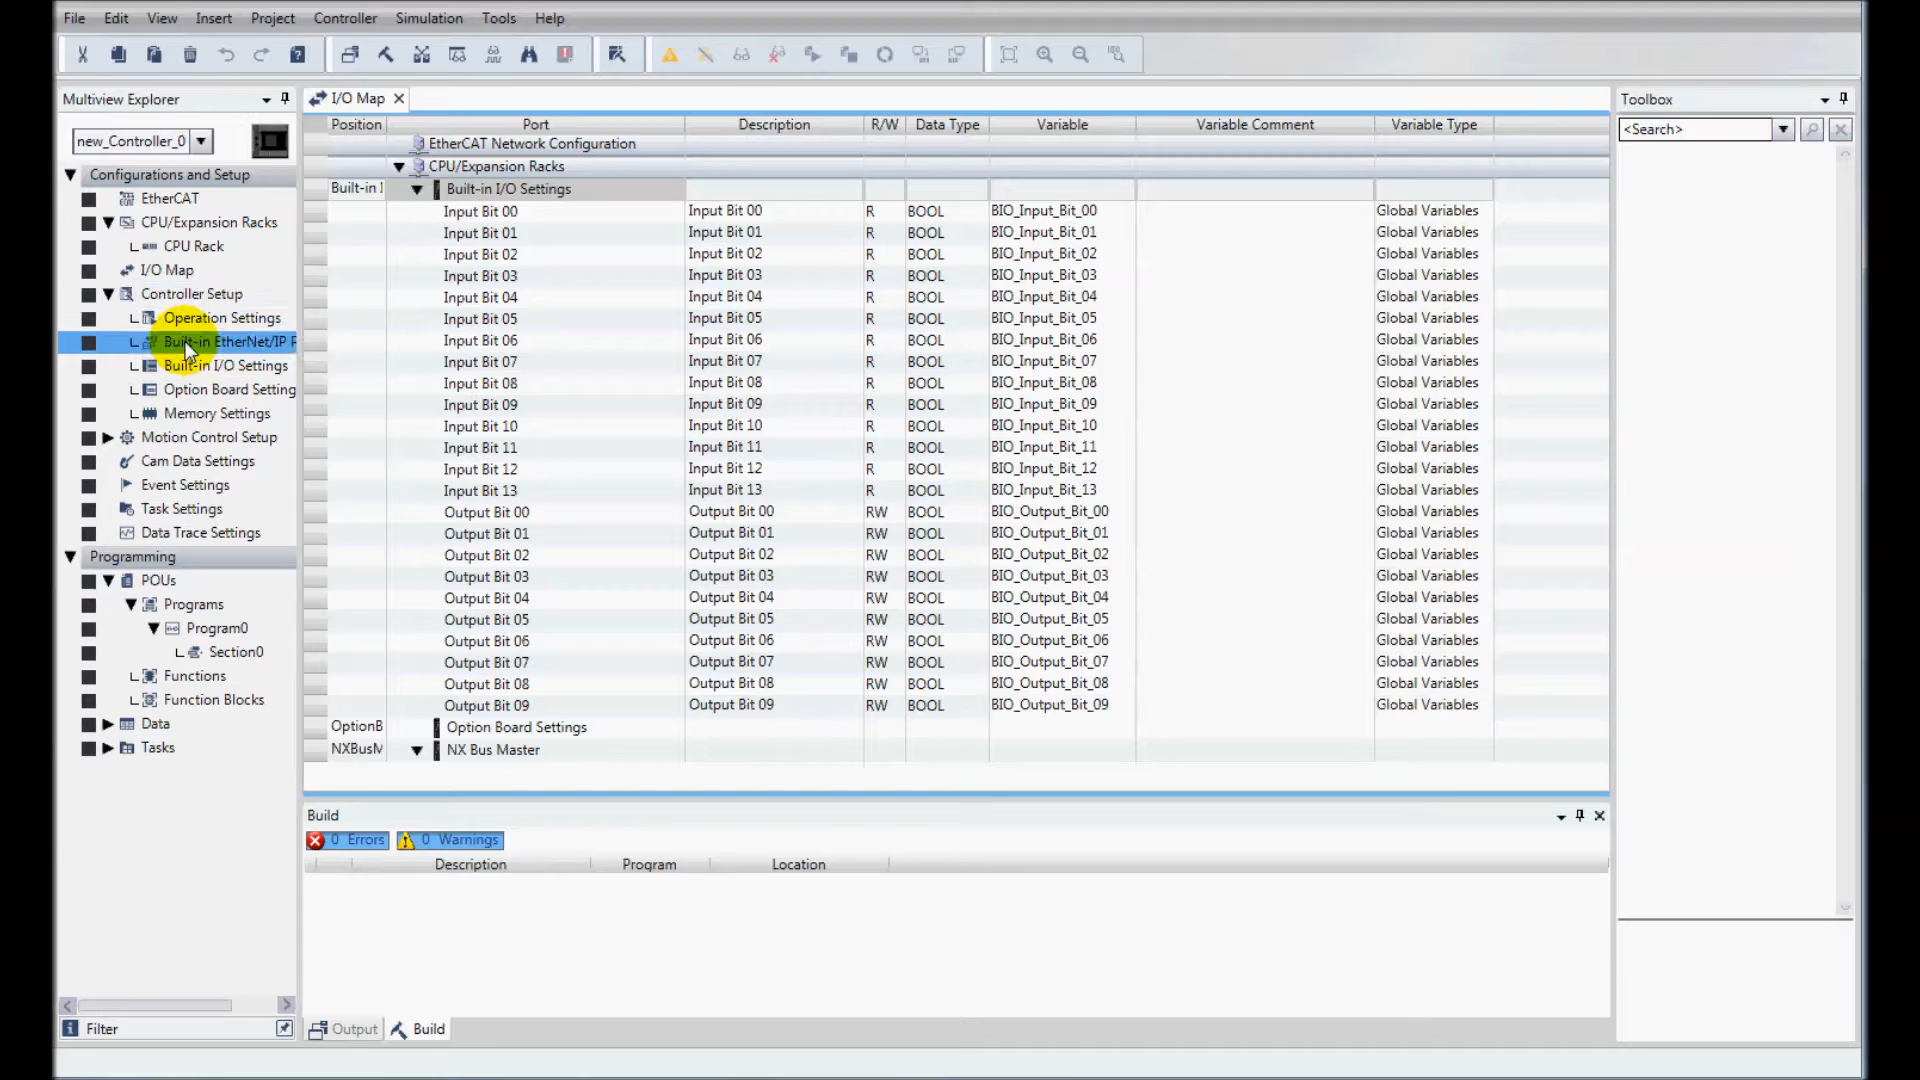 File Edit View Insert Project Controller Simulation Tools Help
Multiview Explorer
new_Controller_0
Configurations and Setup
EtherCAT
CPU/Expansion Racks
CPU Rack
I/O Map
Controller Setup
Operation Settings
Built-in EtherNet/IP P
Built-in I/O Settings
Option Board Setting
Memory Settings
Motion Control Setup
Cam Data Settings
Event Settings
Task Settings
Data Trace Settings
Programming
POUs
Programs
Program0
Section0
Functions
Function Blocks
Data
Tasks
Filter
I/O Map
Position Port Description R/W Data Type Variable Variable Comment Variable Type
EtherCAT Network Configuration
CPU/Expansion Racks
Built-in I Built-in I/O Settings
Input Bit 00 Input Bit 00 R BOOL BIO_Input_Bit_00 Global Variables
Input Bit 01 Input Bit 01 R BOOL BIO_Input_Bit_01 Global Variables
Input Bit 02 Input Bit 02 R BOOL BIO_Input_Bit_02 Global Variables
Input Bit 03 Input Bit 03 R BOOL BIO_Input_Bit_03 Global Variables
Input Bit 04 Input Bit 04 R BOOL BIO_Input_Bit_04 Global Variables
Input Bit 05 Input Bit 05 R BOOL BIO_Input_Bit_05 Global Variables
Input Bit 06 Input Bit 06 R BOOL BIO_Input_Bit_06 Global Variables
Input Bit 07 Input Bit 07 R BOOL BIO_Input_Bit_07 Global Variables
Input Bit 08 Input Bit 08 R BOOL BIO_Input_Bit_08 Global Variables
Input Bit 09 Input Bit 09 R BOOL BIO_Input_Bit_09 Global Variables
Input Bit 10 Input Bit 10 R BOOL BIO_Input_Bit_10 Global Variables
Input Bit 11 Input Bit 11 R BOOL BIO_Input_Bit_11 Global Variables
Input Bit 12 Input Bit 12 R BOOL BIO_Input_Bit_12 Global Variables
Input Bit 13 Input Bit 13 R BOOL BIO_Input_Bit_13 Global Variables
Output Bit 00 Output Bit 00 RW BOOL BIO_Output_Bit_00 Global Variables
Output Bit 01 Output Bit 01 RW BOOL BIO_Output_Bit_01 Global Variables
Output Bit 02 Output Bit 02 RW BOOL BIO_Output_Bit_02 Global Variables
Output Bit 03 Output Bit 03 RW BOOL BIO_Output_Bit_03 Global Variables
Output Bit 04 Output Bit 04 RW BOOL BIO_Output_Bit_04 Global Variables
Output Bit 05 Output Bit 05 RW BOOL BIO_Output_Bit_05 Global Variables
Output Bit 06 Output Bit 06 RW BOOL BIO_Output_Bit_06 Global Variables
Output Bit 07 Output Bit 07 RW BOOL BIO_Output_Bit_07 Global Variables
Output Bit 08 Output Bit 08 RW BOOL BIO_Output_Bit_08 Global Variables
Output Bit 09 Output Bit 09 RW BOOL BIO_Output_Bit_09 Global Variables
OptionB Option Board Settings
NXBusM NX Bus Master
Build
0 Errors 0 Warnings
Description Program Location
Output Build
Toolbox
<Search>